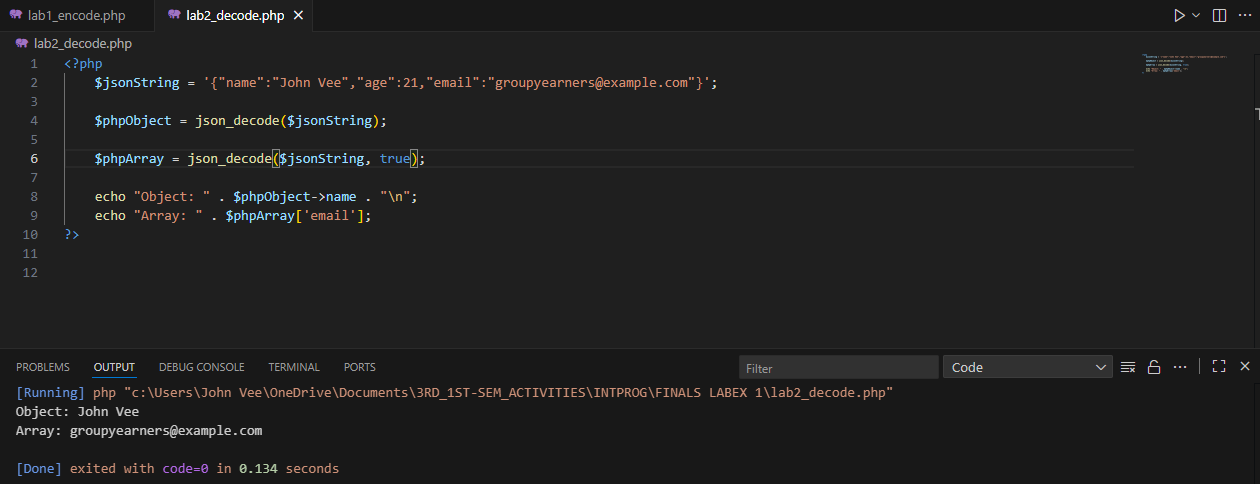 lab1_encode.php
lab2_decode.php
lab2_decode.php
1 <?php
2 $jsonString = '{"name":"John Vee","age":21,"email":"groupyearners@example.com"}';
3
4 $phpObject = json_decode($jsonString);
5
6 $phpArray = json_decode($jsonString, true);
7
8 echo "Object: " . $phpObject->name . "\n";
9 echo "Array: " . $phpArray['email'];
10 ?>
11
12
PROBLEMS OUTPUT DEBUG CONSOLE TERMINAL PORTS Filter Code
[Running] php "c:\Users\John Vee\OneDrive\Documents\3RD_1ST-SEM_ACTIVITIES\INTPROG\FINALS LABEX 1\lab2_decode.php"
Object: John Vee
Array: groupyearners@example.com
[Done] exited with code=0 in 0.134 seconds